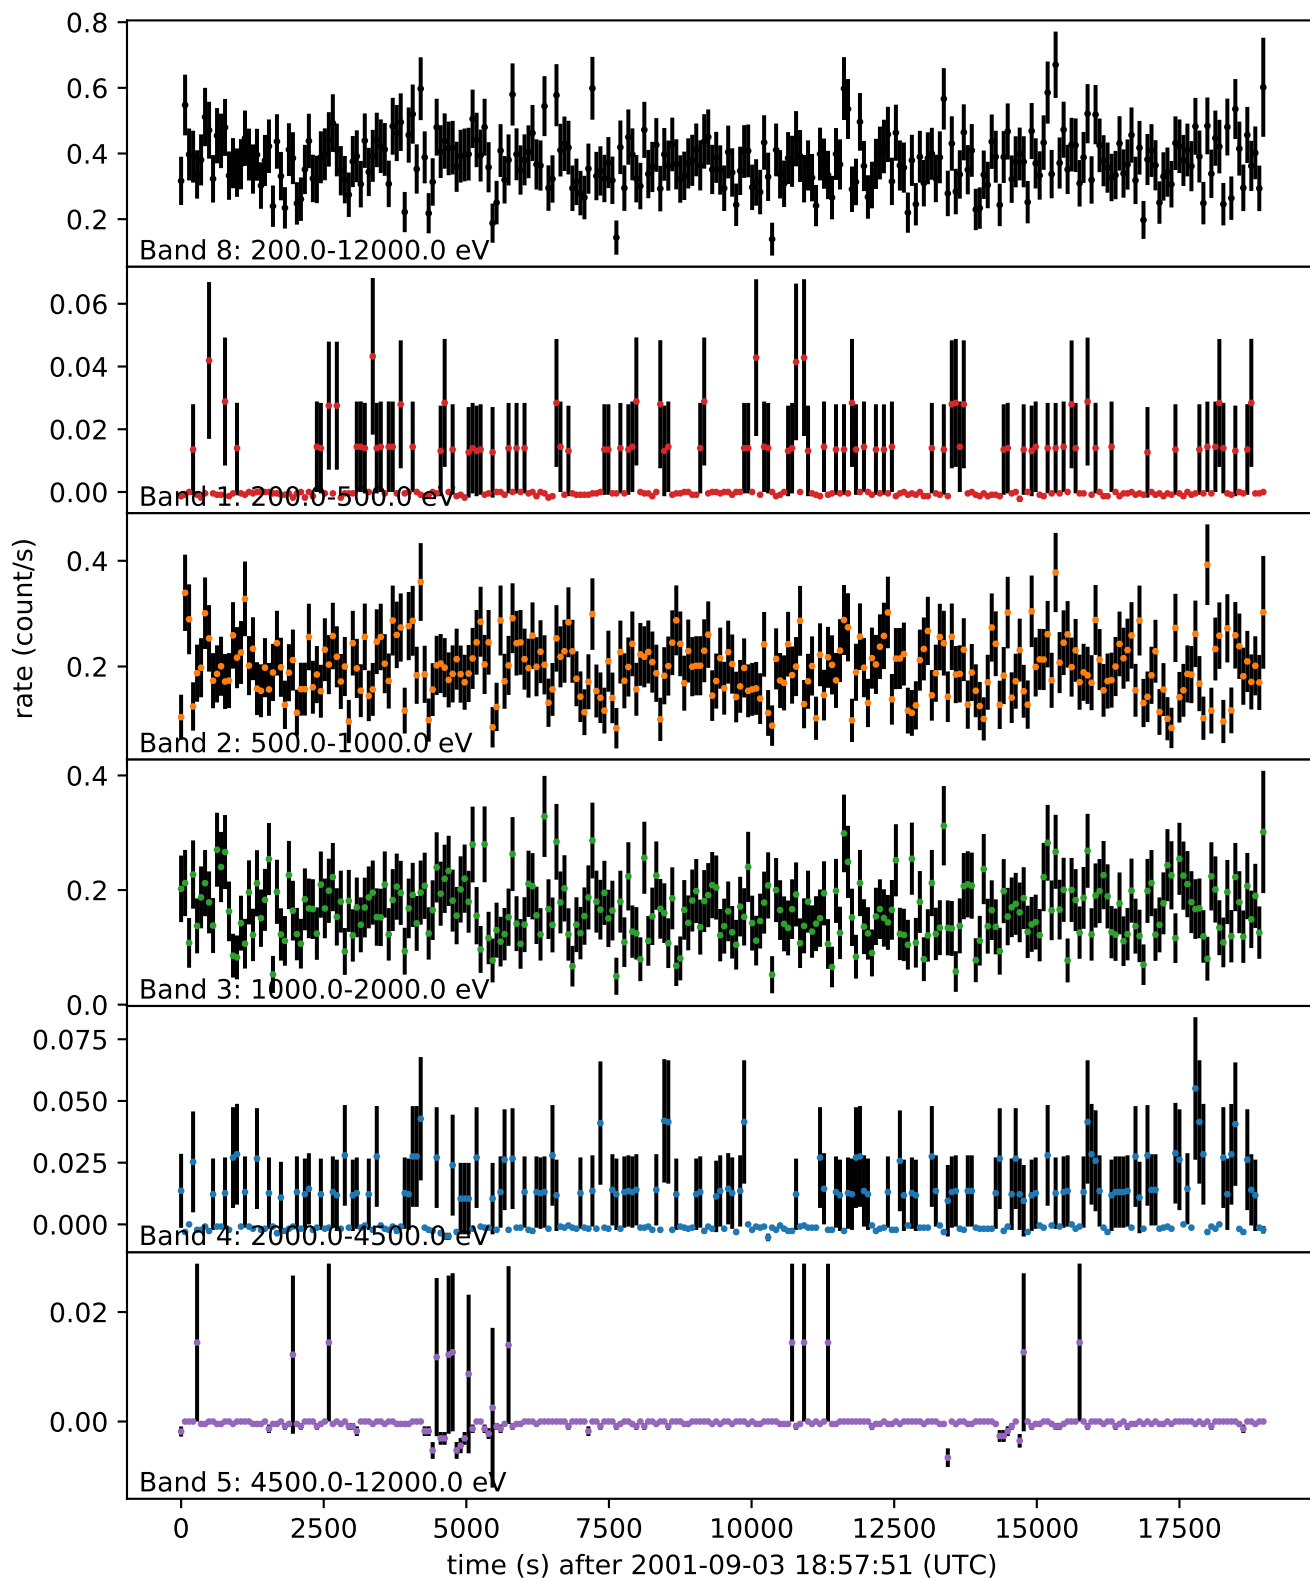 0.8
0.6
0.4
0.2
Band 8: 200.0-12000.0 eV
0.06
0.04
0.02
0.00
Band 1: 200.0-500.0 eV
0.4
0.2
Band 2: 500.0-1000.0 eV
rate (count/s)
0.4
0.2
0.0
Band 3: 1000.0-2000.0 eV
0.075
0.050
0.025
0.000
Band 4: 2000.0-4500.0 eV
0.02
0.00
Band 5: 4500.0-12000.0 eV
0 2500 5000 7500 10000 12500 15000 17500
time (s) after 2001-09-03 18:57:51 (UTC)